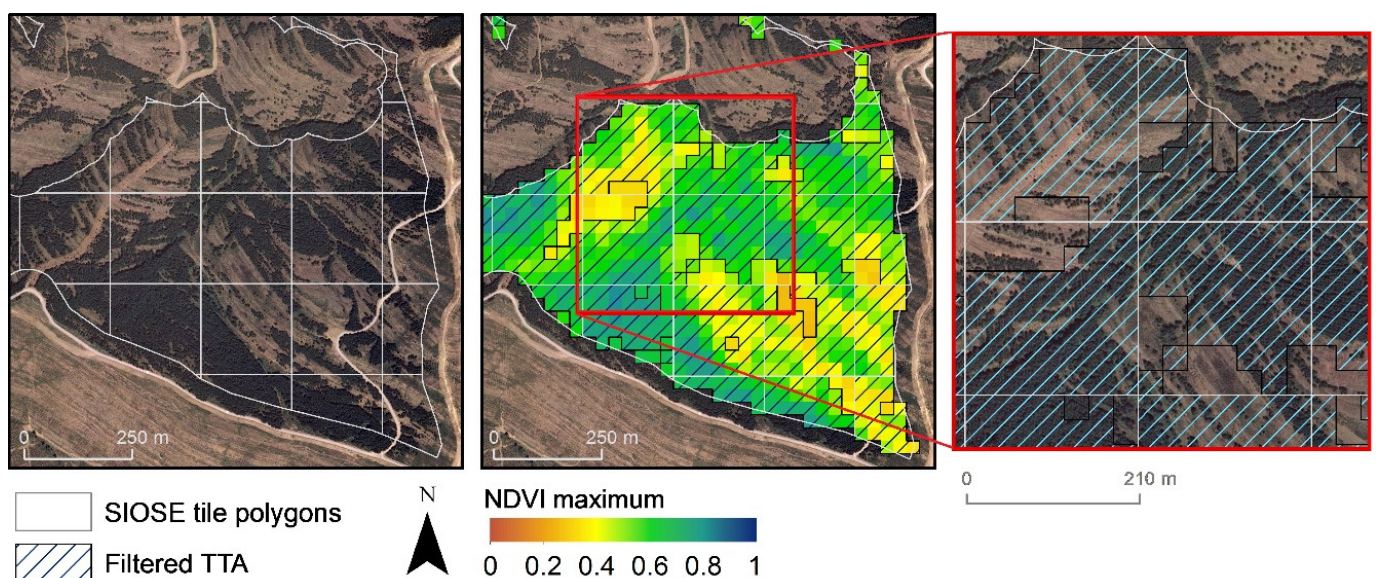 0 250 m
0 250 m
0 210 m
SIOSE tile polygons
Filtered TTA
N
NDVI maximum
0 0.2 0.4 0.6 0.8 1